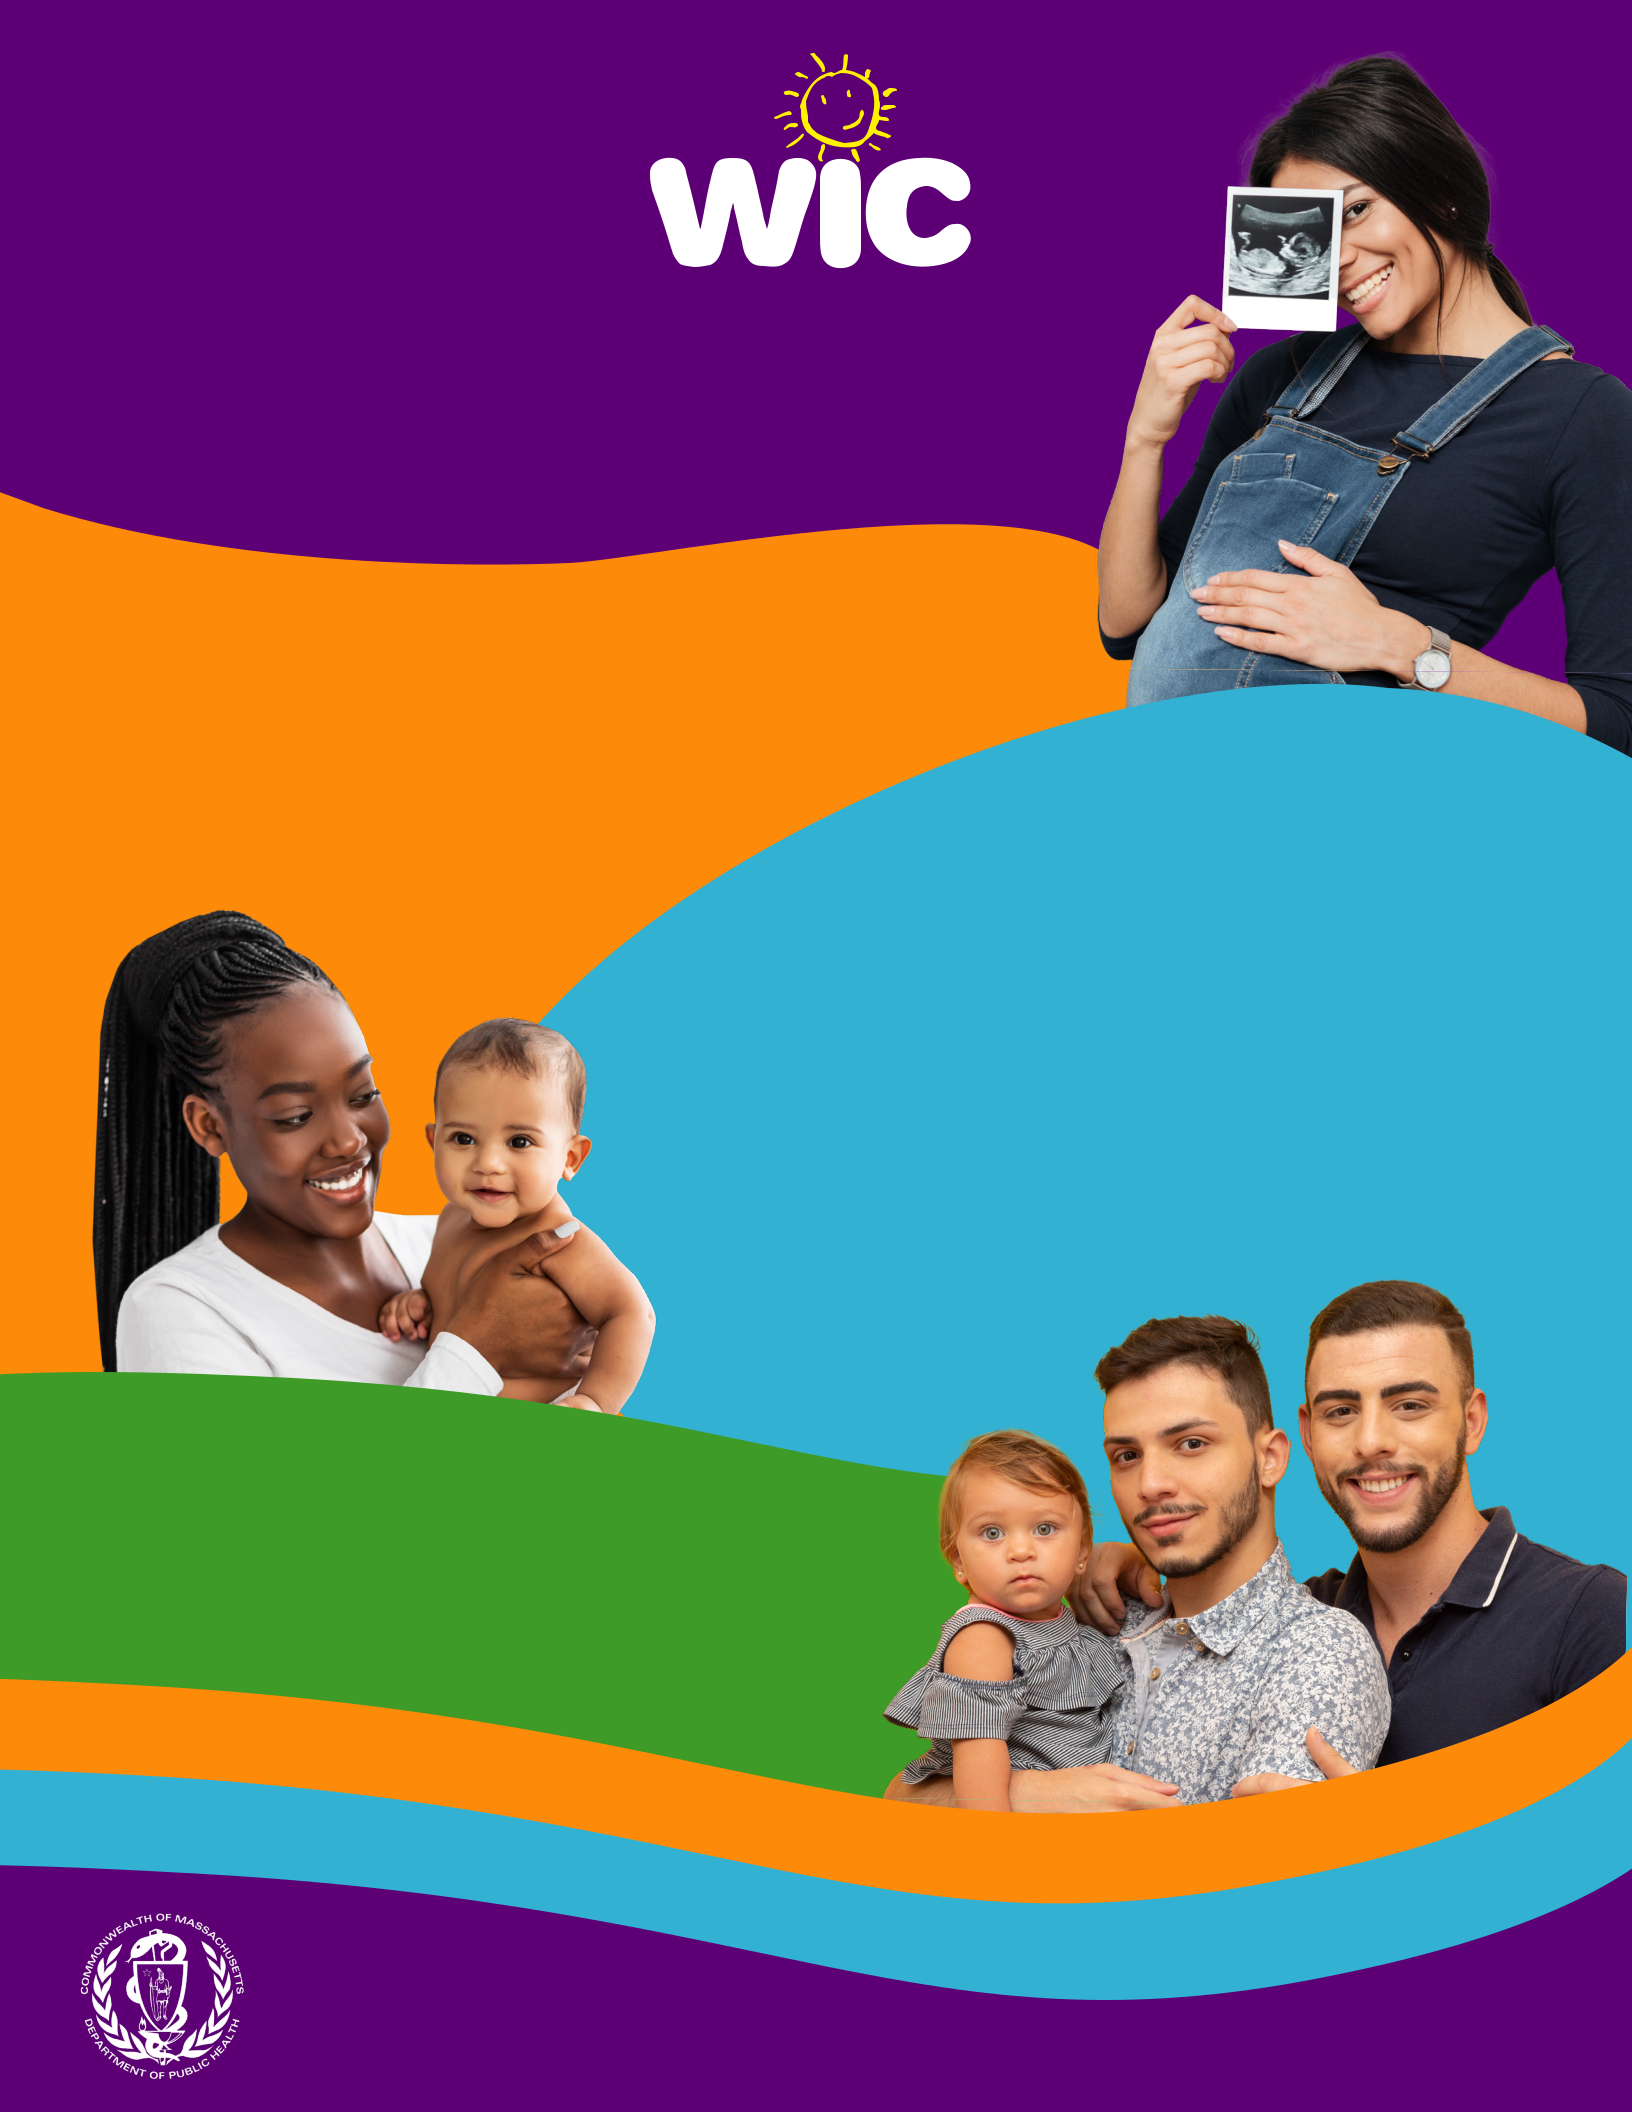 WIC
COMMONWEALTH OF MASSACHUSETTS
DEPARTMENT OF PUBLIC HEALTH